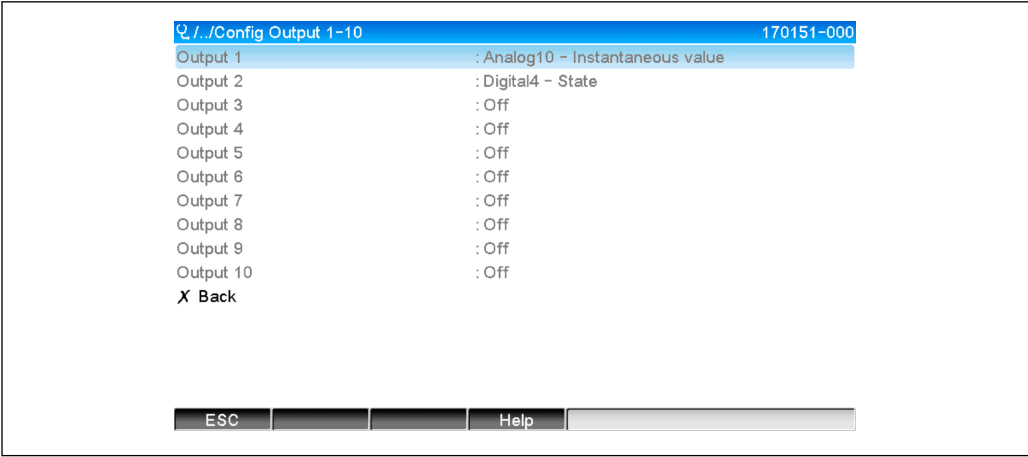 /../Config Output 1-10 170151-000
Output 1 : Analog10 - Instantaneous value
Output 2 : Digital4 - State
Output 3 : Off
Output 4 : Off
Output 5 : Off
Output 6 : Off
Output 7 : Off
Output 8 : Off
Output 9 : Off
Output 10 : Off
X Back
ESC Help